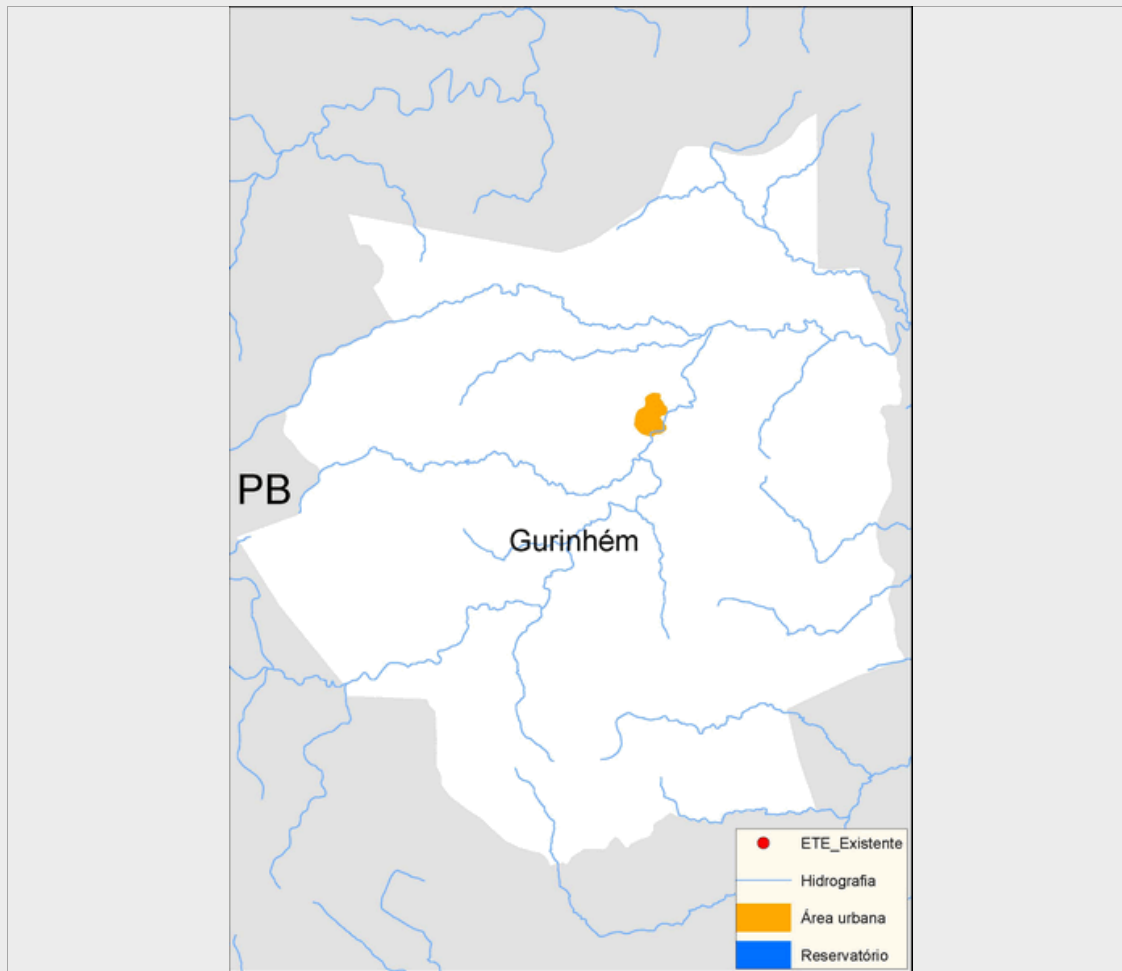 PB
Gurinhém
ETE_Existente
Hidrografia
Área urbana
Reservatório